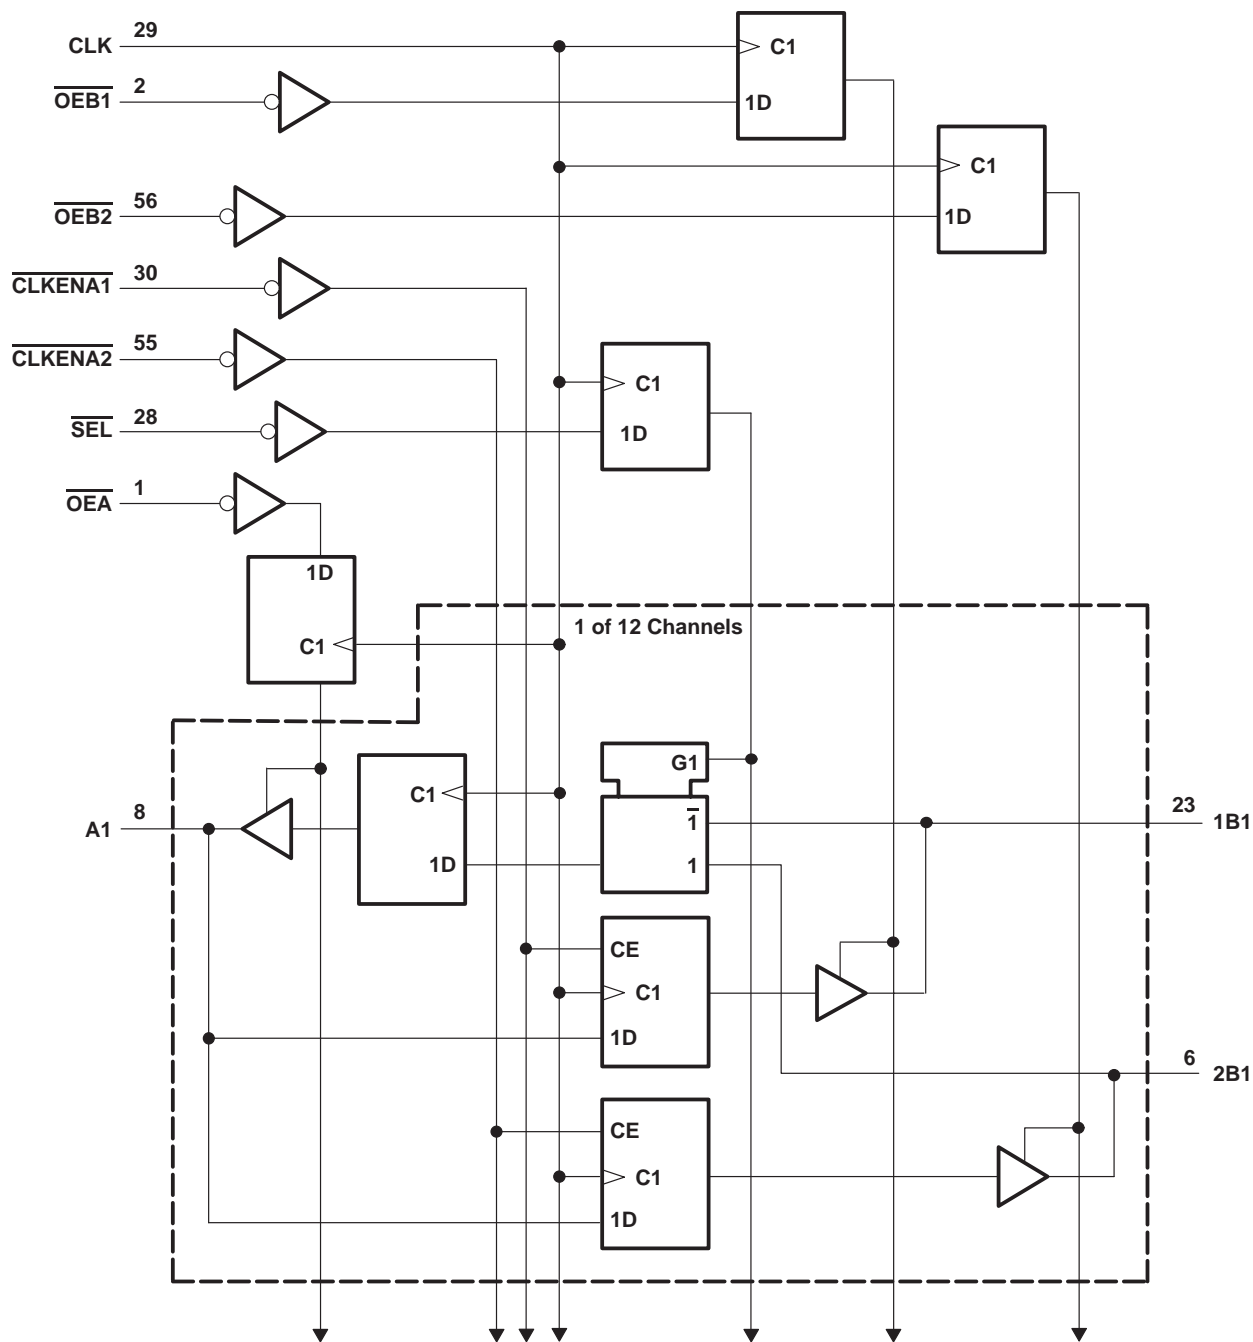 CLK 29
C1
1D
OEB1 2
C1
1D
OEB2 56
CLKENA1 30
CLKENA2 55
C1
1D
SEL 28
OEA 1
1D
C1
1 of 12 Channels
G1
C1
1
1D
1
A1 8
23 1B1
CE
C1
1D
6 2B1
CE
C1
1D